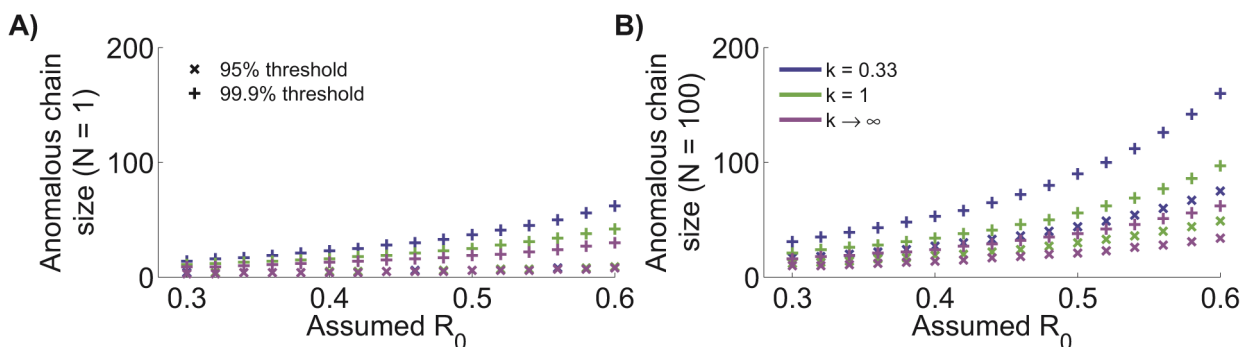 A)
Anomalous chain
size (N = 1)
200
100
0
× 95% threshold
+ 99.9% threshold
0.3 0.4 0.5 0.6
Assumed R0
B)
Anomalous chain
size (N = 100)
200
100
0
k = 0.33
k = 1
k → ∞
0.3 0.4 0.5 0.6
Assumed R0